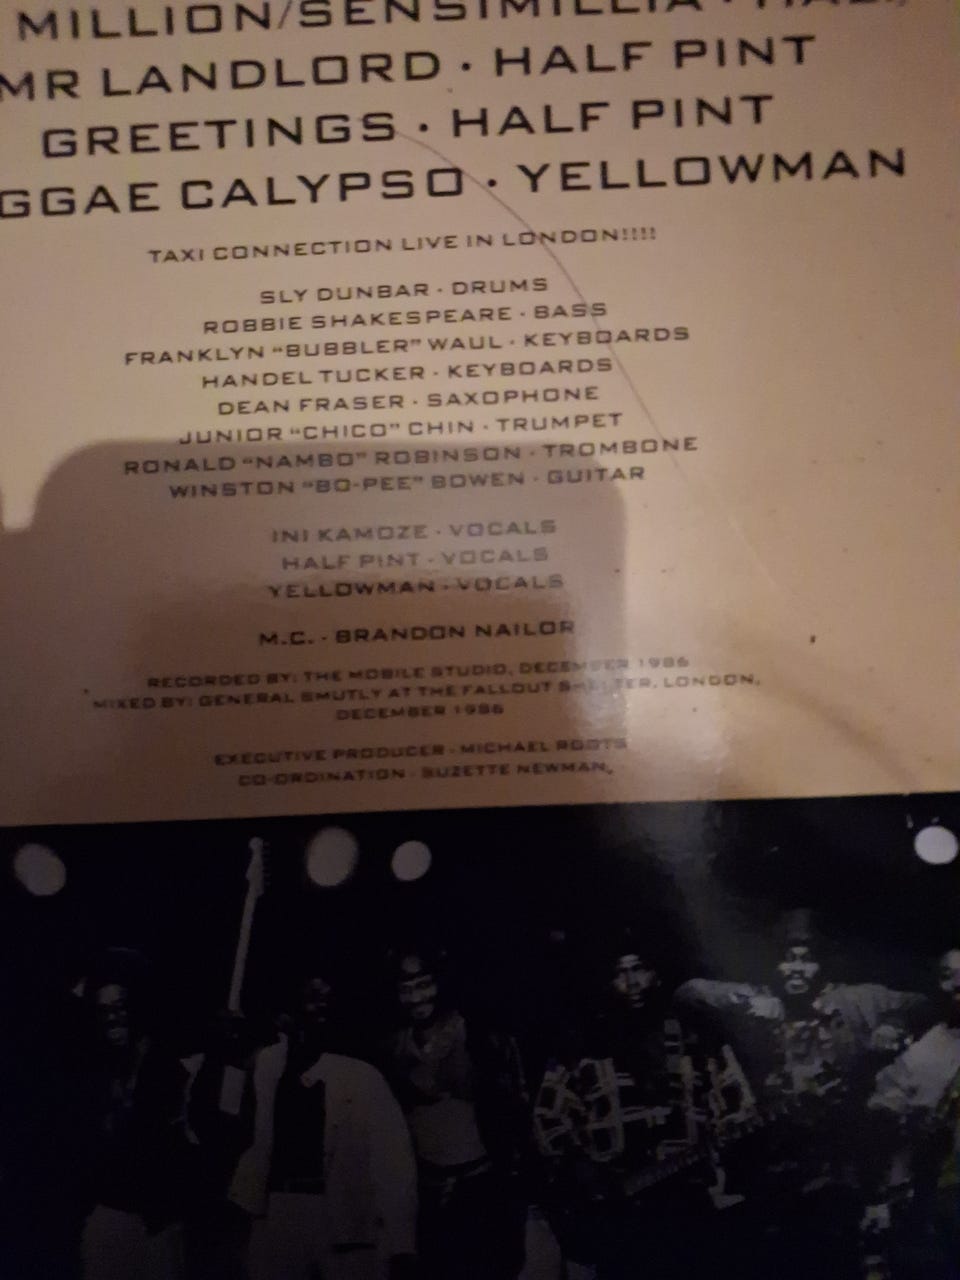 MILLION/SENSIMILLIA · HALF
MR LANDLORD · HALF PINT
GREETINGS · HALF PINT
GGAE CALYPSO · YELLOWMAN
TAXI CONNECTION LIVE IN LONDON!!!!
SLY DUNBAR · DRUMS
ROBBIE SHAKESPEARE · BASS
FRANKLYN "BUBBLER" WAUL · KEYBOARDS
HANDEL TUCKER · KEYBOARDS
DEAN FRASER · SAXOPHONE
JUNIOR "CHICO" CHIN · TRUMPET
RONALD "NAMBO" ROBINSON · TROMBONE
WINSTON "BO-PEE" BOWEN · GUITAR
INI KAMOZE · VOCALS
HALF PINT · VOCALS
YELLOWMAN · VOCALS
M.C. · BRANDON NAILOR
RECORDED BY: THE MOBILE STUDIO, DECEMBER 1986
MIXED BY: GENERAL SMUTLY AT THE FALLOUT SHELTER, LONDON,
DECEMBER 1986
EXECUTIVE PRODUCER · MICHAEL ROOTS
CO-ORDINATION · SUZETTE NEWMAN,